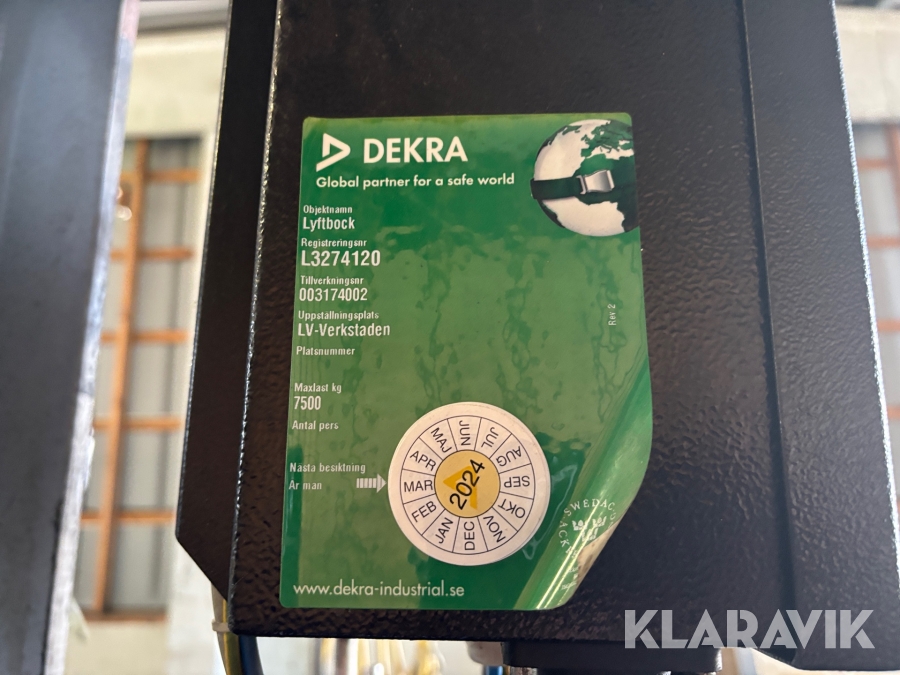 DEKRA
Global partner for a safe world
Objektnamn
Lyftbock
Registreringsnr
L3274120
Tillverkningsnr
003174002
Uppställningsplats
LV-Verkstaden
Platsnummer
Rev 2
Maxlast kg
7500
Antal pers
Nästa besiktning
År mån
JAN
FEB
MAR
APR
MAJ
JUN
JUL
AUG
SEP
OKT
NOV
DEC
2024
SWEDAC
www.dekra-industrial.se
KLARAVIK